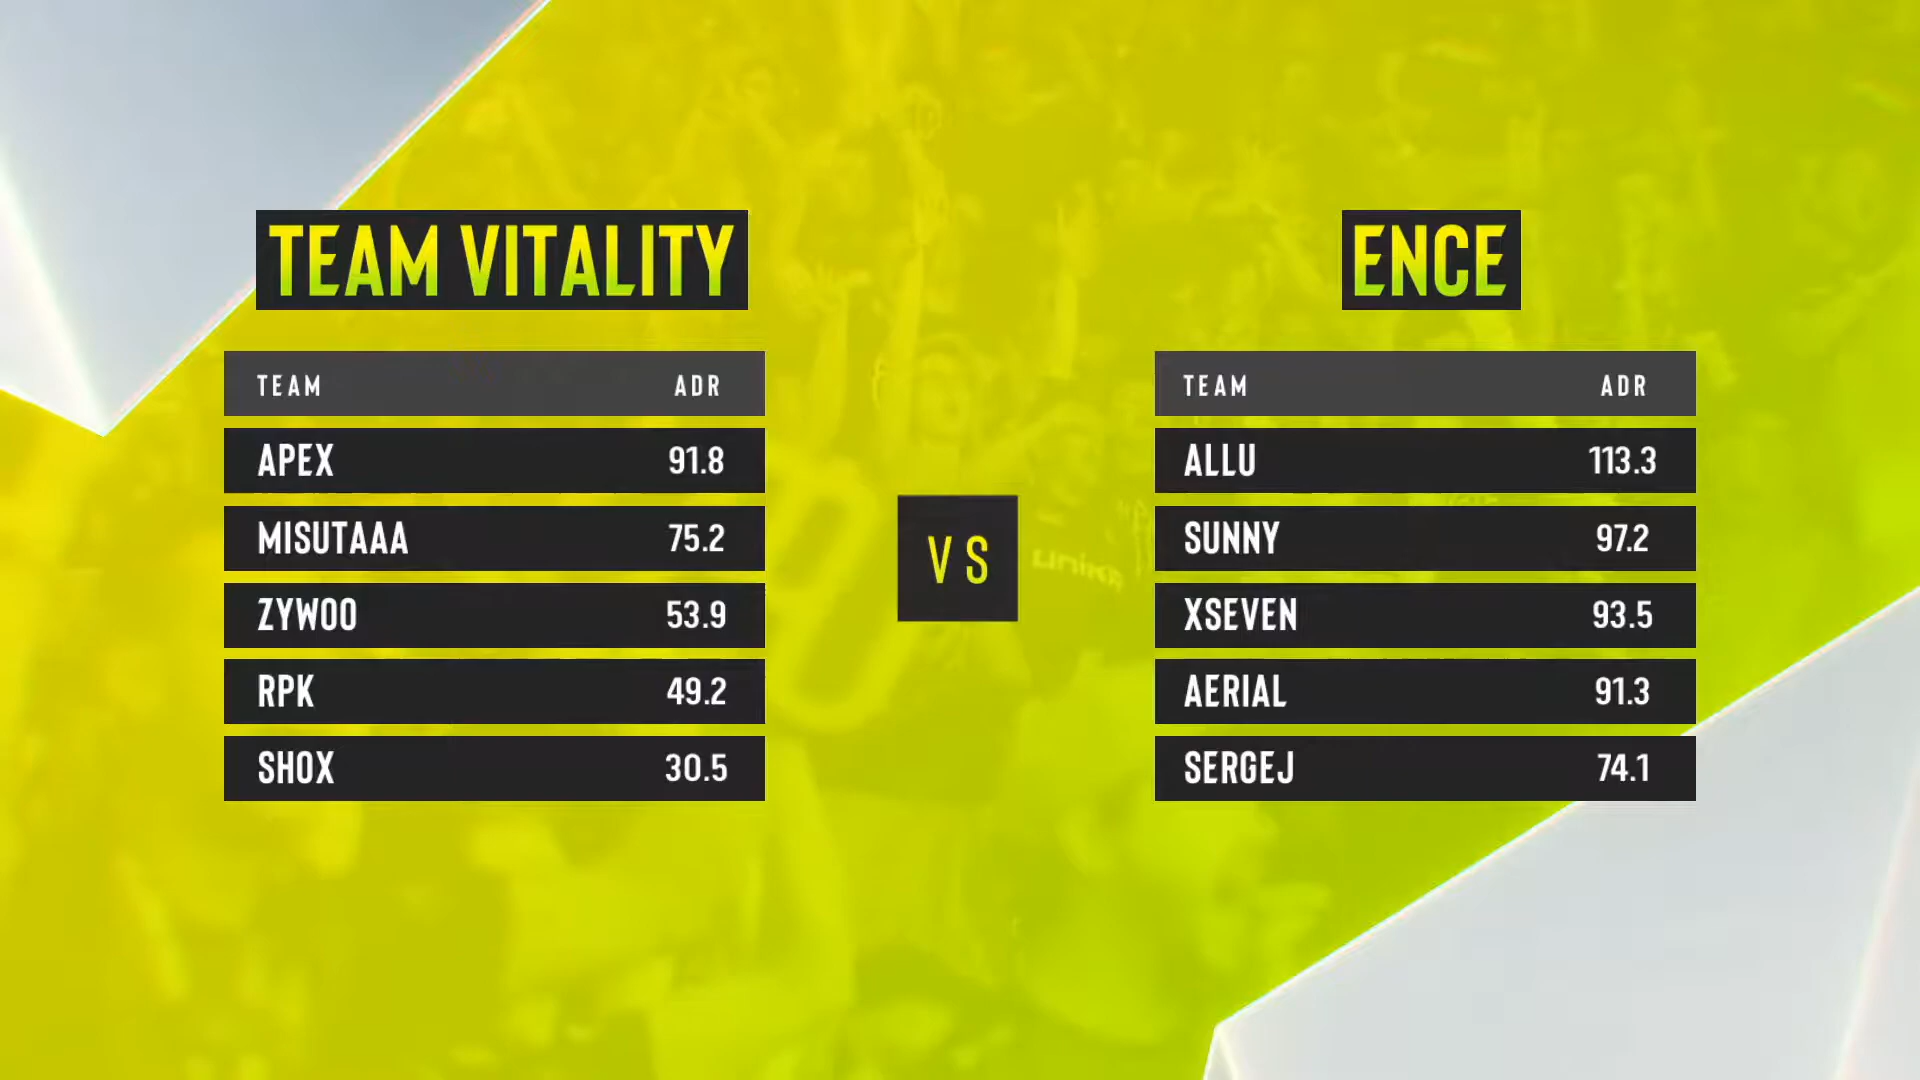 TEAM VITALITY
TEAM ADR
APEX 91.8
MISUTAAA 75.2
ZYWOO 53.9
RPK 49.2
SHOX 30.5
VS
ENCE
TEAM ADR
ALLU 113.3
SUNNY 97.2
XSEVEN 93.5
AERIAL 91.3
SERGEJ 74.1